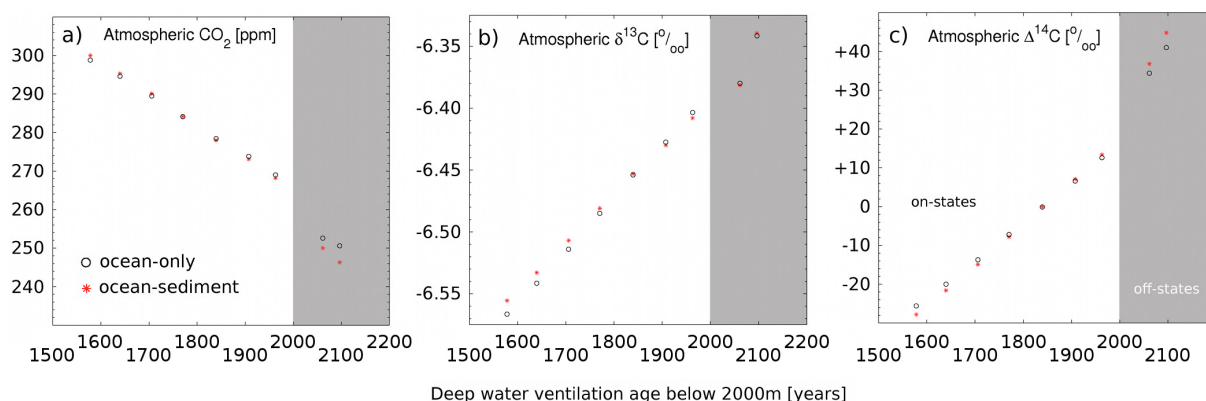 a) Atmospheric CO2 [ppm]
300
290
280
270
260
250
240
ocean-only
ocean-sediment
1500 1600 1700 1800 1900 2000 2100 2200
b) Atmospheric δ13C [o/oo]
-6.35
-6.40
-6.45
-6.50
-6.55
1500 1600 1700 1800 1900 2000 2100 2200
c) Atmospheric Δ14C [o/oo]
+40
+30
+20
+10
0
-10
-20
on-states
off-states
1500 1600 1700 1800 1900 2000 2100
Deep water ventilation age below 2000m [years]